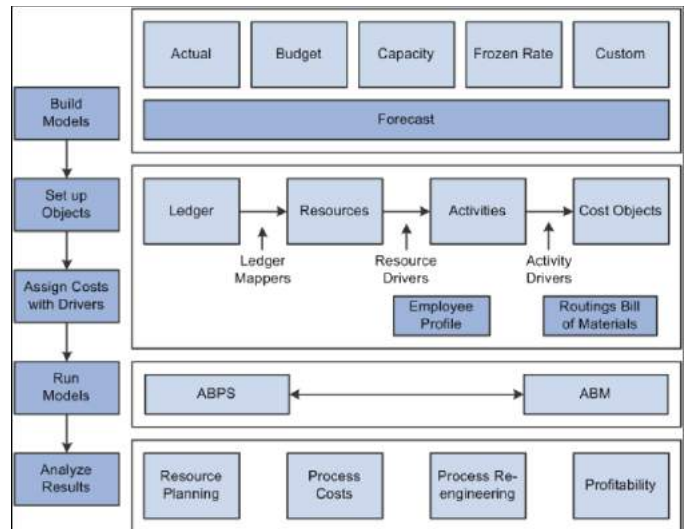 Actual
Budget
Capacity
Frozen Rate
Custom
Build
Models
Forecast
Set up
Objects
Ledger
Resources
Activities
Cost Objects
Ledger
Mappers
Resource
Drivers
Activity
Drivers
Assign Costs
with Drivers
Employee
Profile
Routings Bill
of Materials
Run
Models
ABPS
ABM
Analyze
Results
Resource
Planning
Process
Costs
Process Re-
engineering
Profitability